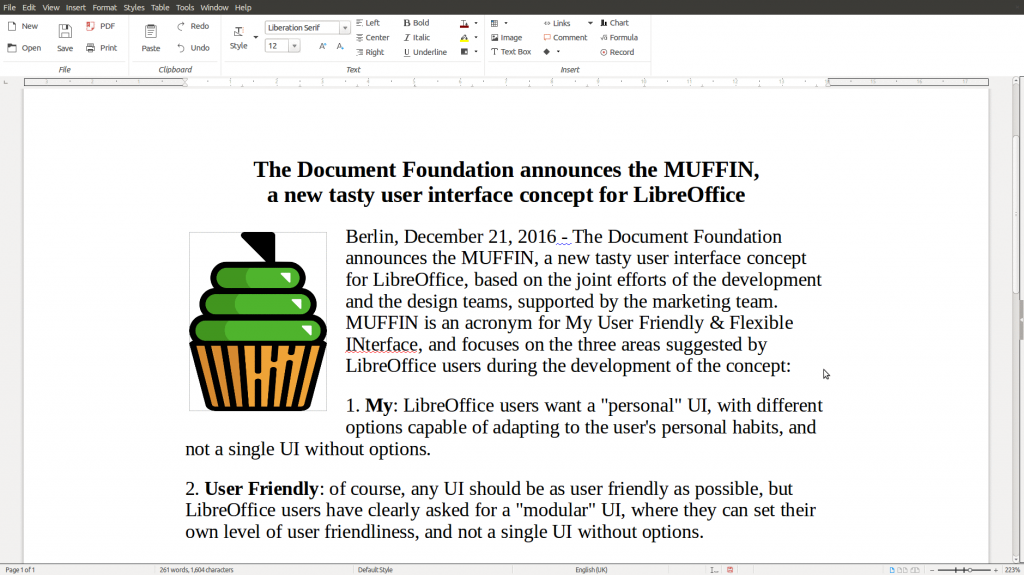 File Edit View Insert Format Styles Table Tools Window Help
New PDF Redo Liberation Serif Left Bold Links Chart
Save Paste Style 12 Center Italic Image Comment Formula
Open Print Undo Right Underline Text Box Record
File Clipboard Text Insert
The Document Foundation announces the MUFFIN,
a new tasty user interface concept for LibreOffice
Berlin, December 21, 2016 - The Document Foundation
announces the MUFFIN, a new tasty user interface concept
for LibreOffice, based on the joint efforts of the development
and the design teams, supported by the marketing team.
MUFFIN is an acronym for My User Friendly & Flexible
INterface, and focuses on the three areas suggested by
LibreOffice users during the development of the concept:
1. My: LibreOffice users want a "personal" UI, with different
options capable of adapting to the user's personal habits, and
not a single UI without options.
2. User Friendly: of course, any UI should be as user friendly as possible, but
LibreOffice users have clearly asked for a "modular" UI, where they can set their
own level of user friendliness, and not a single UI without options.
Page 1 of 1 261 words, 1,604 characters Default Style English (UK) 223%